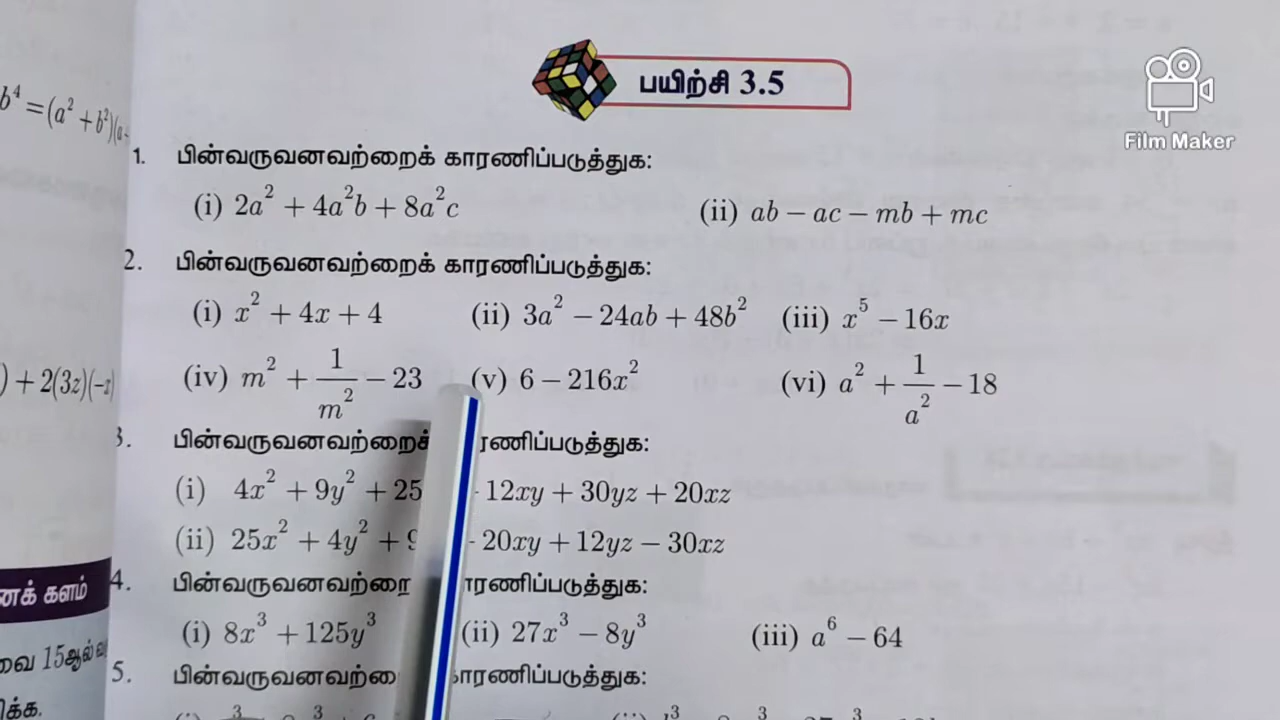 பயிற்சி 3.5
Film Maker
b⁴ = (a² + b²)(a
1. பின்வருவனவற்றைக் காரணிப்படுத்துக:
(i) 2a² + 4a²b + 8a²c (ii) ab − ac − mb + mc
2. பின்வருவனவற்றைக் காரணிப்படுத்துக:
(i) x² + 4x + 4 (ii) 3a² − 24ab + 48b² (iii) x⁵ − 16x
) + 2(3z)(−z)
(iv) m² + 1/m² − 23 (v) 6 − 216x² (vi) a² + 1/a² − 18
3. பின்வருவனவற்றைக் ரணிப்படுத்துக:
(i) 4x² + 9y² + 25 12xy + 30yz + 20xz
(ii) 25x² + 4y² + 9 - 20xy + 12yz − 30xz
னக் களம்
4. பின்வருவனவற்றை ாரணிப்படுத்துக:
(i) 8x³ + 125y³ (ii) 27x³ − 8y³ (iii) a⁶ − 64
வை 15ஆல் வ
5. பின்வருவனவற்றை காரணிப்படுத்துக:
க்க.